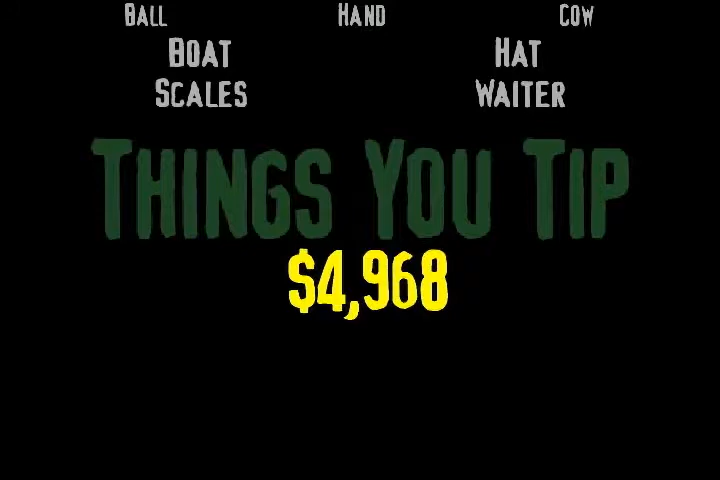 Ball Hand Cow
Boat Hat
Scales Waiter
Things You Tip
$4,968